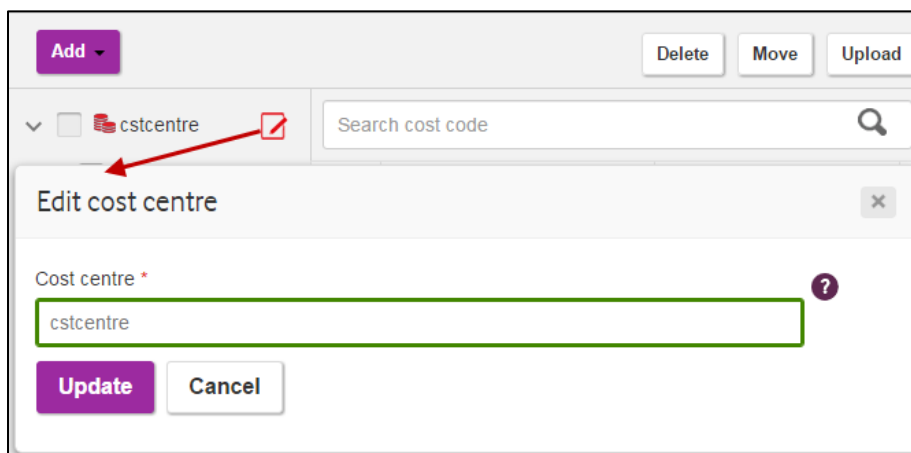 Add
Delete Move Upload
cstcentre
Search cost code
Edit cost centre
Cost centre *
?
cstcentre
Update Cancel